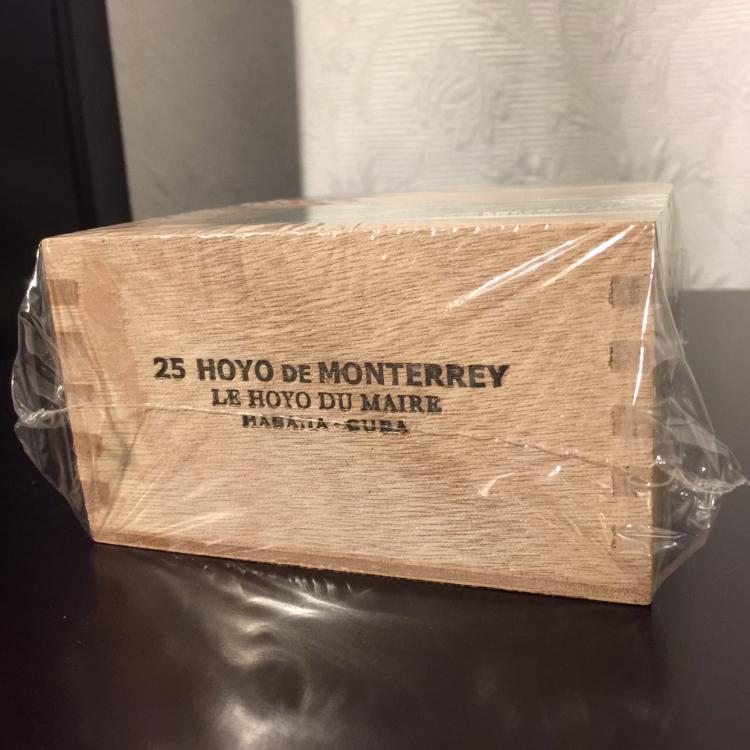 25 HOYO DE MONTERREY
LE HOYO DU MAIRE
HABANA · CUBA